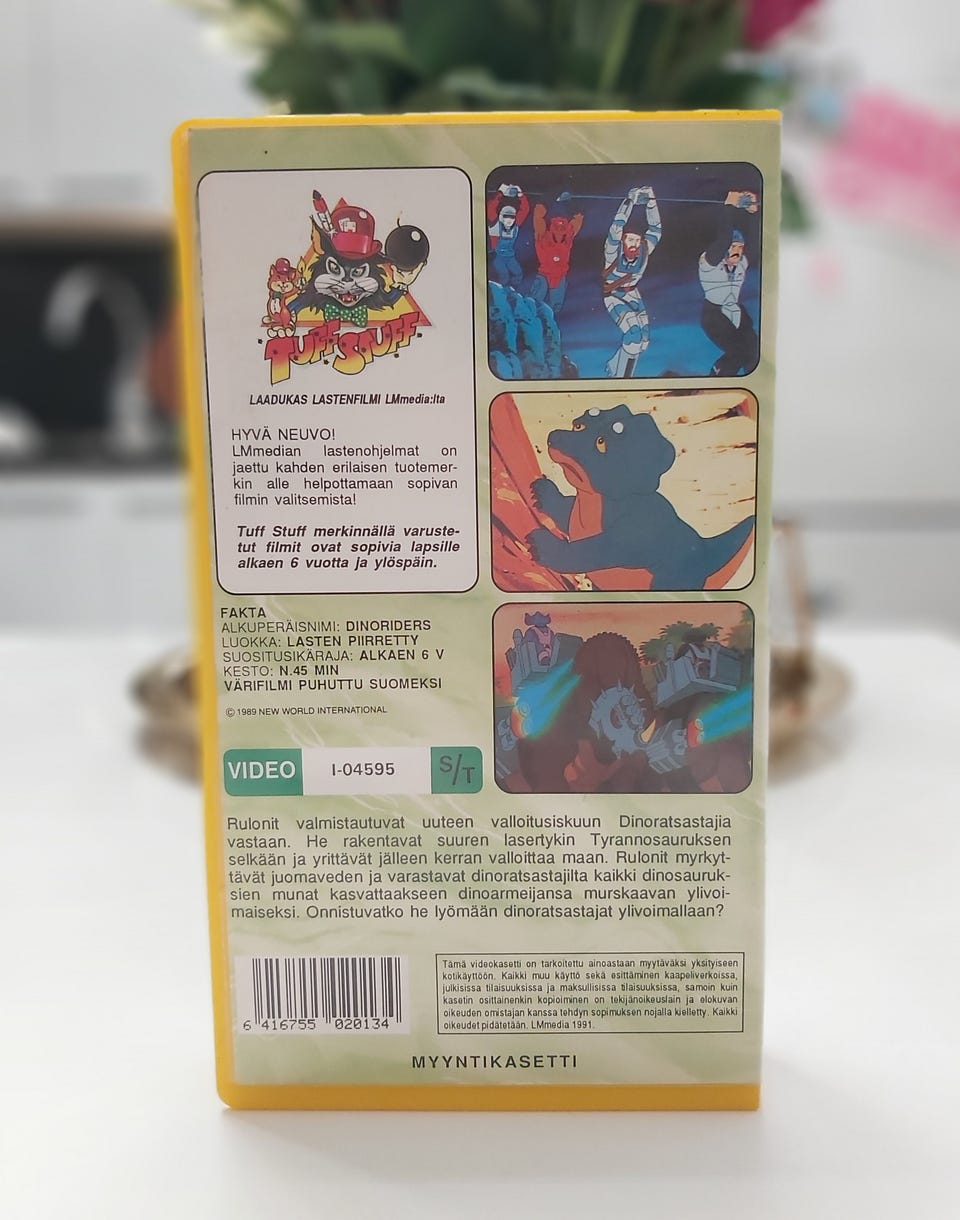 TUFF STUFF
LAADUKAS LASTENFILMI LMmedia:lta
HYVÄ NEUVO!
LMmedian lastenohjelmat on
jaettu kahden erilaisen tuotemer-
kin alle helpottamaan sopivan
filmin valitsemista!
Tuff Stuff merkinnällä varuste-
tut filmit ovat sopivia lapsille
alkaen 6 vuotta ja ylöspäin.
FAKTA
ALKUPERÄISNIMI: DINORIDERS
LUOKKA: LASTEN PIIRRETTY
SUOSITUSIKÄRAJA: ALKAEN 6 V
KESTO: N.45 MIN
VÄRIFILMI PUHUTTU SUOMEKSI
© 1989 NEW WORLD INTERNATIONAL
VIDEO I-04595 S/T
Rulonit valmistautuvat uuteen valloitusiskuun Dinoratsastajia
vastaan. He rakentavat suuren lasertykin Tyrannosauruksen
selkään ja yrittävät jälleen kerran valloittaa maan. Rulonit myrkyt-
tävät juomaveden ja varastavat dinoratsastajilta kaikki dinosauruk-
sien munat kasvattaakseen dinoarmeijansa murskaavan ylivoi-
maiseksi. Onnistuvatko he lyömään dinoratsastajat ylivoimallaan?
6 416755 020134
Tämä videokasetti on tarkoitettu ainoastaan myytäväksi yksityiseen
kotikäyttöön. Kaikki muu käyttö sekä esittäminen kaapeliverkoissa,
julkisissa tilaisuuksissa ja maksullisissa tilaisuuksissa, samoin kuin
kasetin osittainenkin kopioiminen on tekijänoikeuslain ja elokuvan
oikeuden omistajan kanssa tehdyn sopimuksen nojalla kielletty. Kaikki
oikeudet pidätetään. LMmedia 1991.
MYYNTIKASETTI